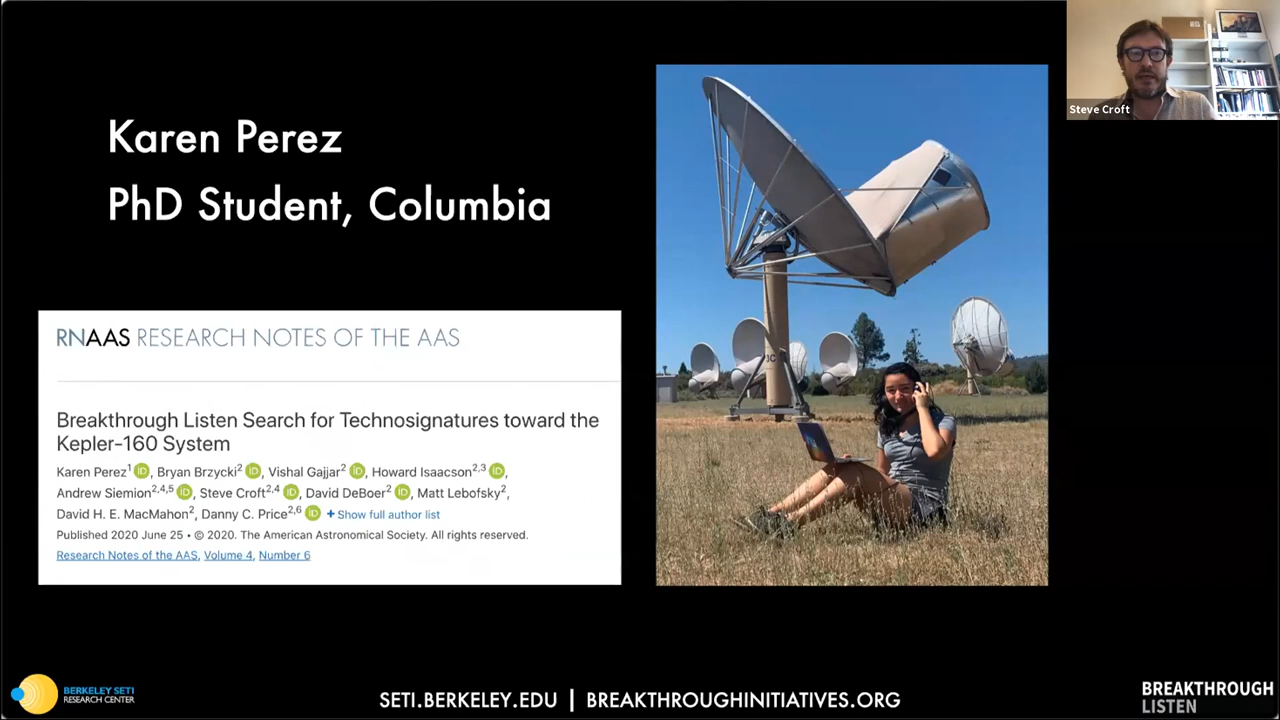 Karen Perez
PhD Student, Columbia
Steve Croft
RNAAS RESEARCH NOTES OF THE AAS
Breakthrough Listen Search for Technosignatures toward the
Kepler-160 System
Karen Perez1 iD, Bryan Brzycki2 iD, Vishal Gajjar2 iD, Howard Isaacson2,3 iD,
Andrew Siemion2,4,5 iD, Steve Croft2,4 iD, David DeBoer2 iD, Matt Lebofsky2,
David H. E. MacMahon2, Danny C. Price2,6 iD + Show full author list
Published 2020 June 25 • © 2020. The American Astronomical Society. All rights reserved.
Research Notes of the AAS, Volume 4, Number 6
BERKELEY SETI
RESEARCH CENTER
SETI.BERKELEY.EDU | BREAKTHROUGHINITIATIVES.ORG
BREAKTHROUGH
LISTEN